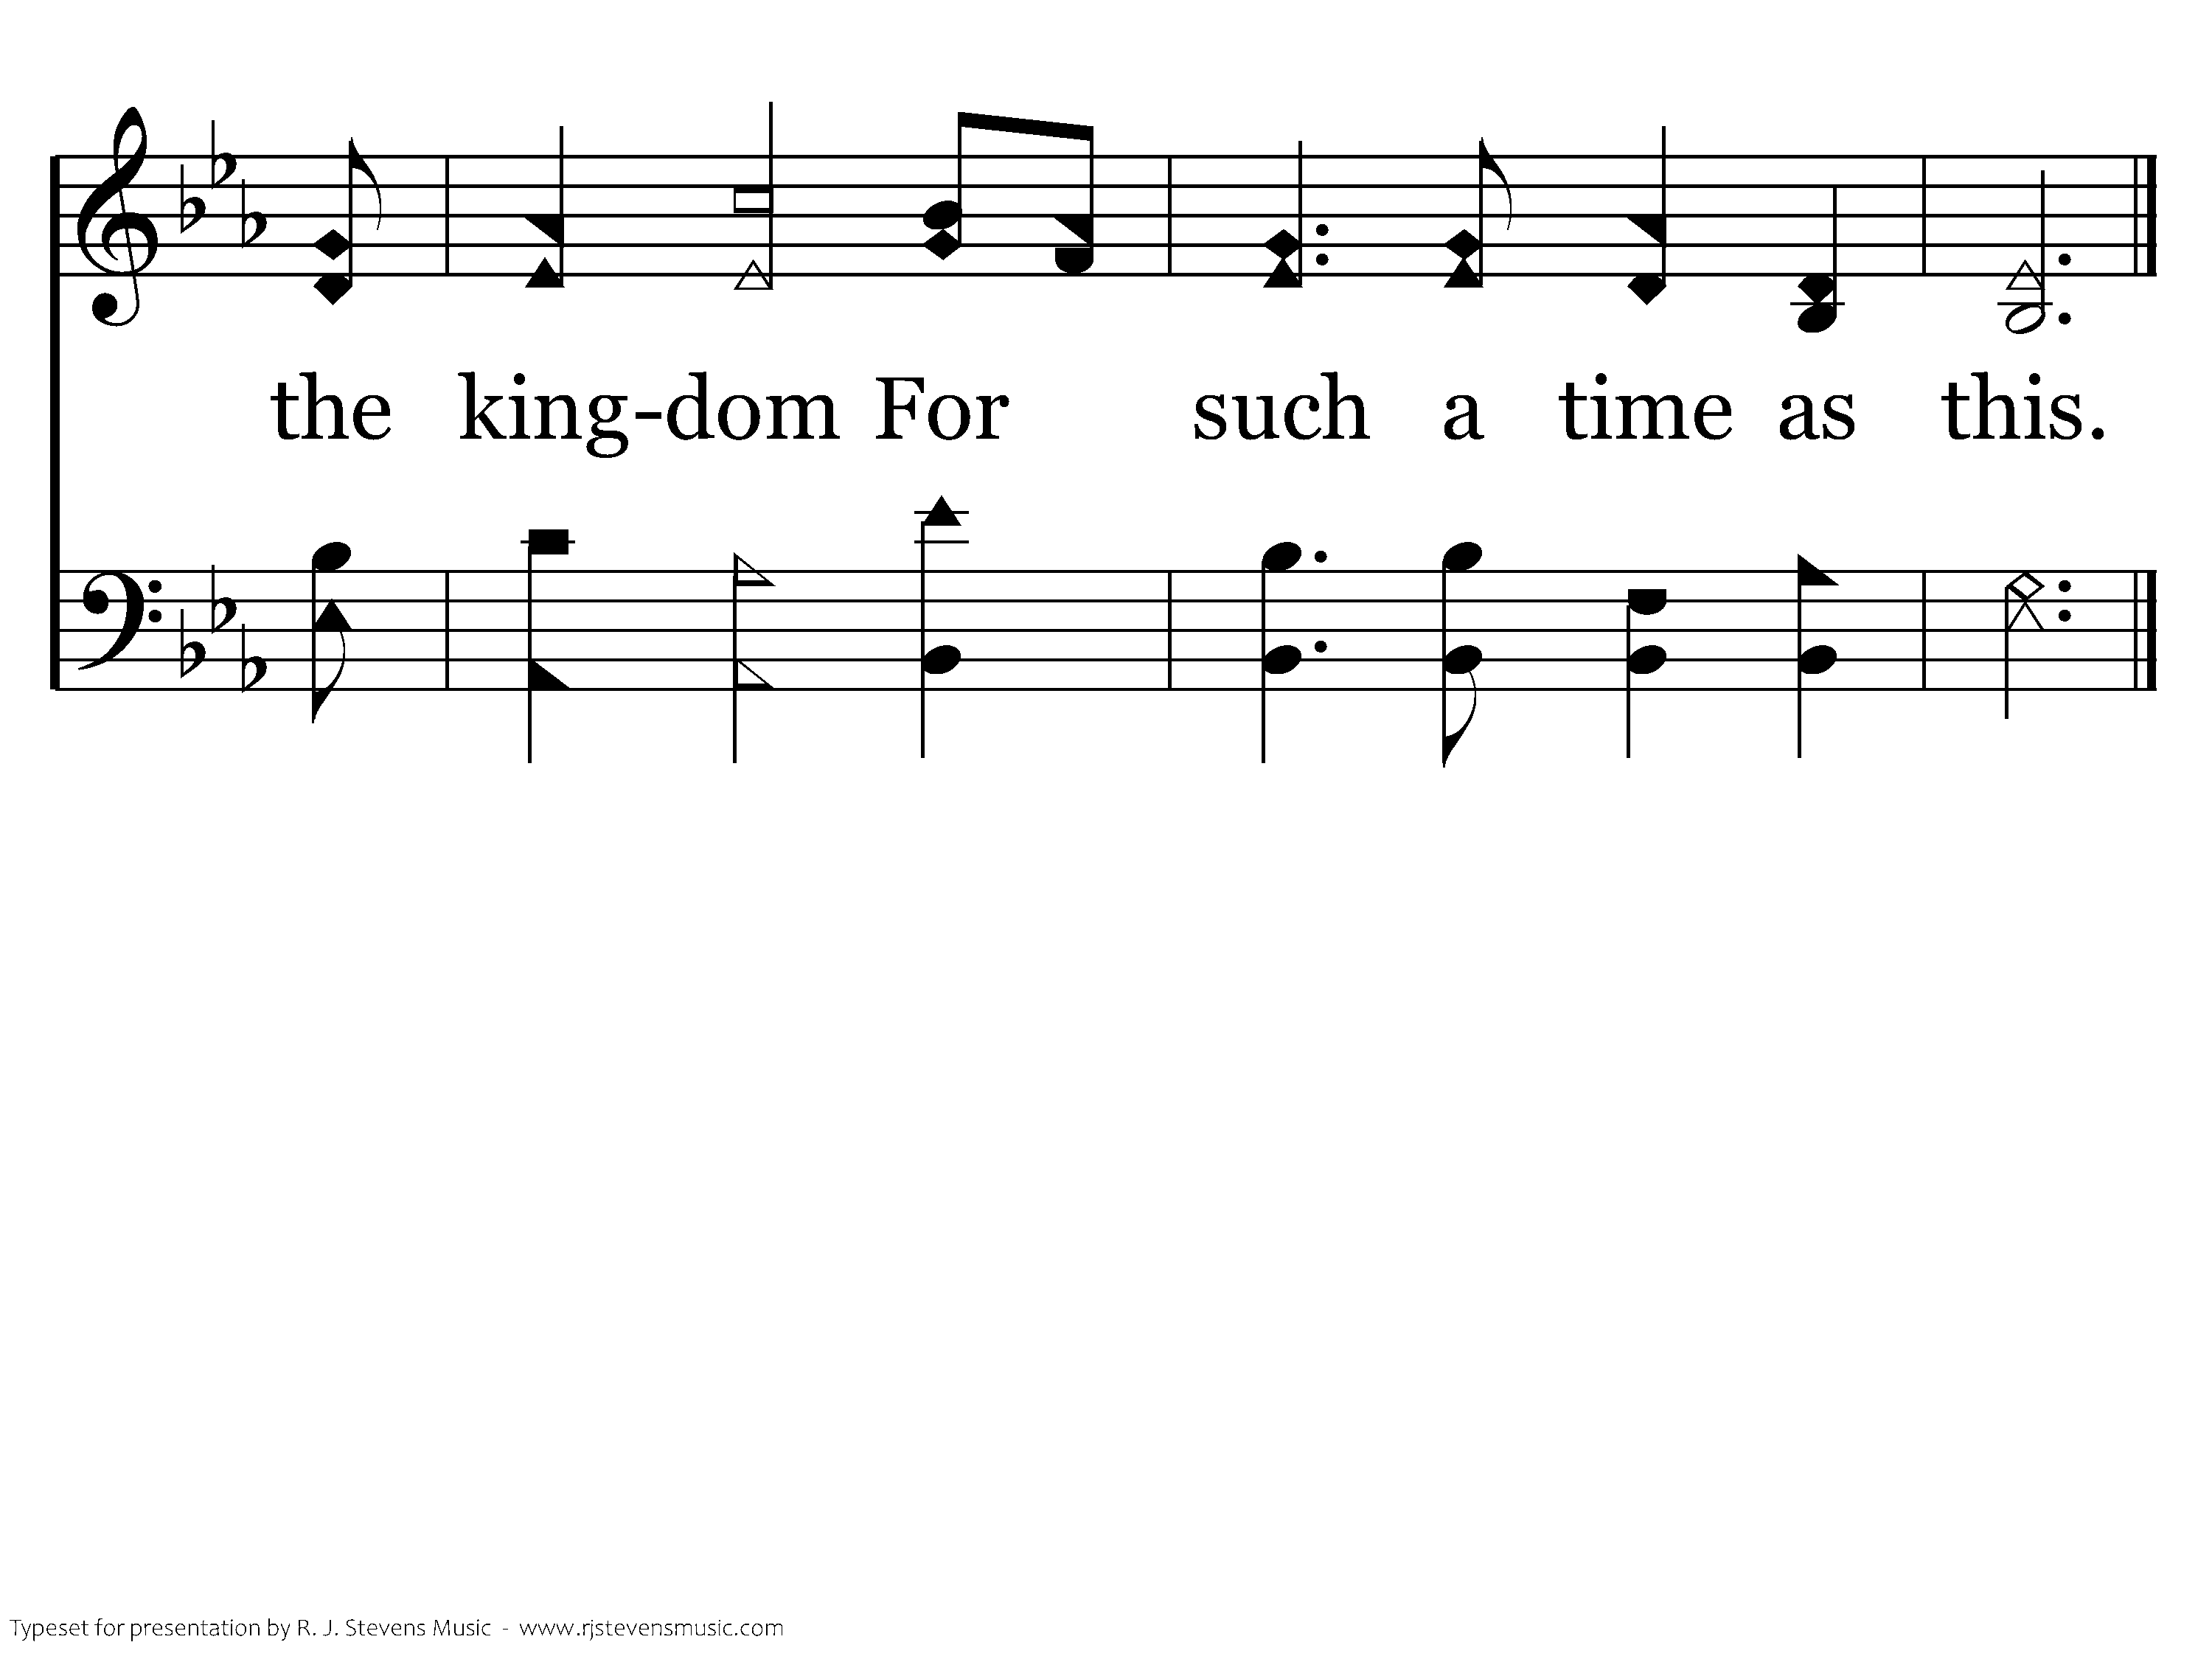 the king-dom For such a time as this.
Typeset for presentation by R. J. Stevens Music - www.rjstevensmusic.com